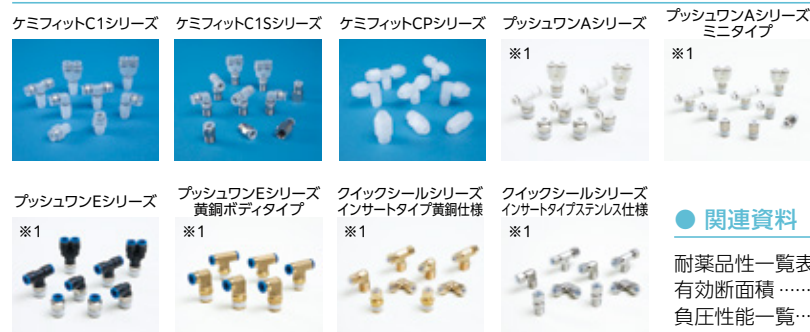 ケミフィットC1シリーズ
ケミフィットC1Sシリーズ
ケミフィットCPシリーズ
プッシュワンAシリーズ
プッシュワンAシリーズ
ミニタイプ
※1
※1
プッシュワンEシリーズ
プッシュワンEシリーズ
黄銅ボディタイプ
クイックシールシリーズ
インサートタイプ黄銅仕様
クイックシールシリーズ
インサートタイプステンレス仕様
※1
※1
※1
※1
● 関連資料
耐薬品性一覧表
有効断面積 ……
負圧性能一覧…